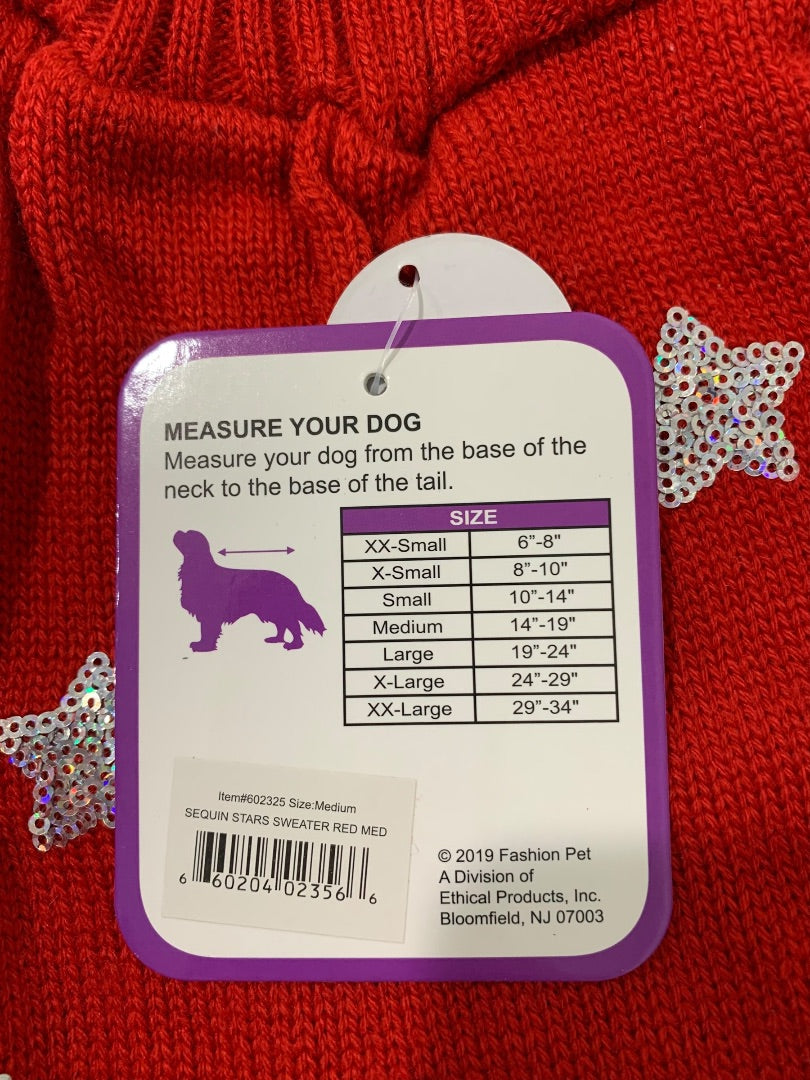 MEASURE YOUR DOG
Measure your dog from the base of the
neck to the base of the tail.
SIZE
XX-Small 6”-8"
X-Small 8”-10"
Small 10”-14"
Medium 14”-19"
Large 19”-24"
X-Large 24”-29"
XX-Large 29”-34"
Item#602325 Size:Medium
SEQUIN STARS SWEATER RED MED
6 60204 02356 6
© 2019 Fashion Pet
A Division of
Ethical Products, Inc.
Bloomfield, NJ 07003